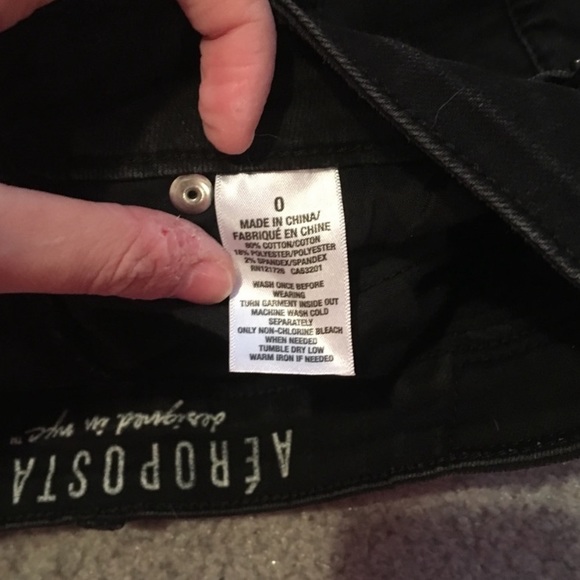 0
MADE IN CHINA/
FABRIQUÉ EN CHINE
80% COTTON/COTON
18% POLYESTER/POLYESTER
2% SPANDEX/SPANDEX
RN121726 CA53201
WASH ONCE BEFORE
WEARING
TURN GARMENT INSIDE OUT
MACHINE WASH COLD
SEPARATELY
ONLY NON-CHLORINE BLEACH
WHEN NEEDED
TUMBLE DRY LOW
WARM IRON IF NEEDED
AÉROPOSTA
designed in nyc™